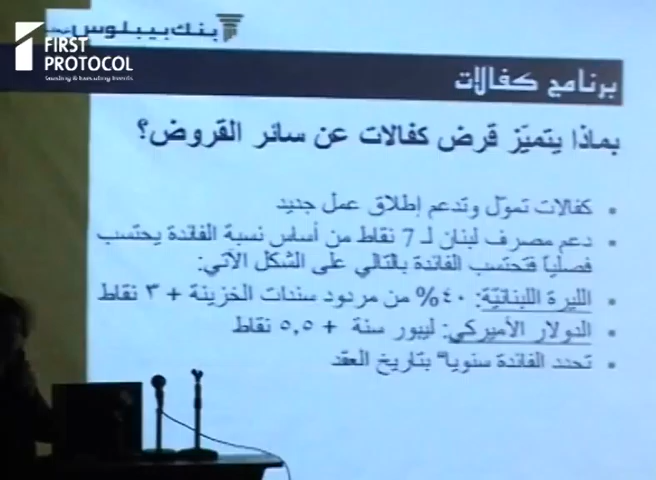 بنك بيبلوس
FIRST
PROTOCOL
برنامج كفالات
بماذا يتميّز قرض كفالات عن سائر القروض؟
كفالات تموّل وتدعم إطلاق عمل جديد
دعم مصرف لبنان لـ 7 نقاط من أساس نسبة الفائدة يحتسب
فصلياً فتحتسب الفائدة بالتالي على الشكل الآتي:
الليرة اللبنانيّة: ٤٠% من مردود سندات الخزينة + ٣ نقاط
الدولار الأميركي: ليبور سنة + ٥,٥ نقاط
تحدد الفائدة سنوياً" بتاريخ العقد